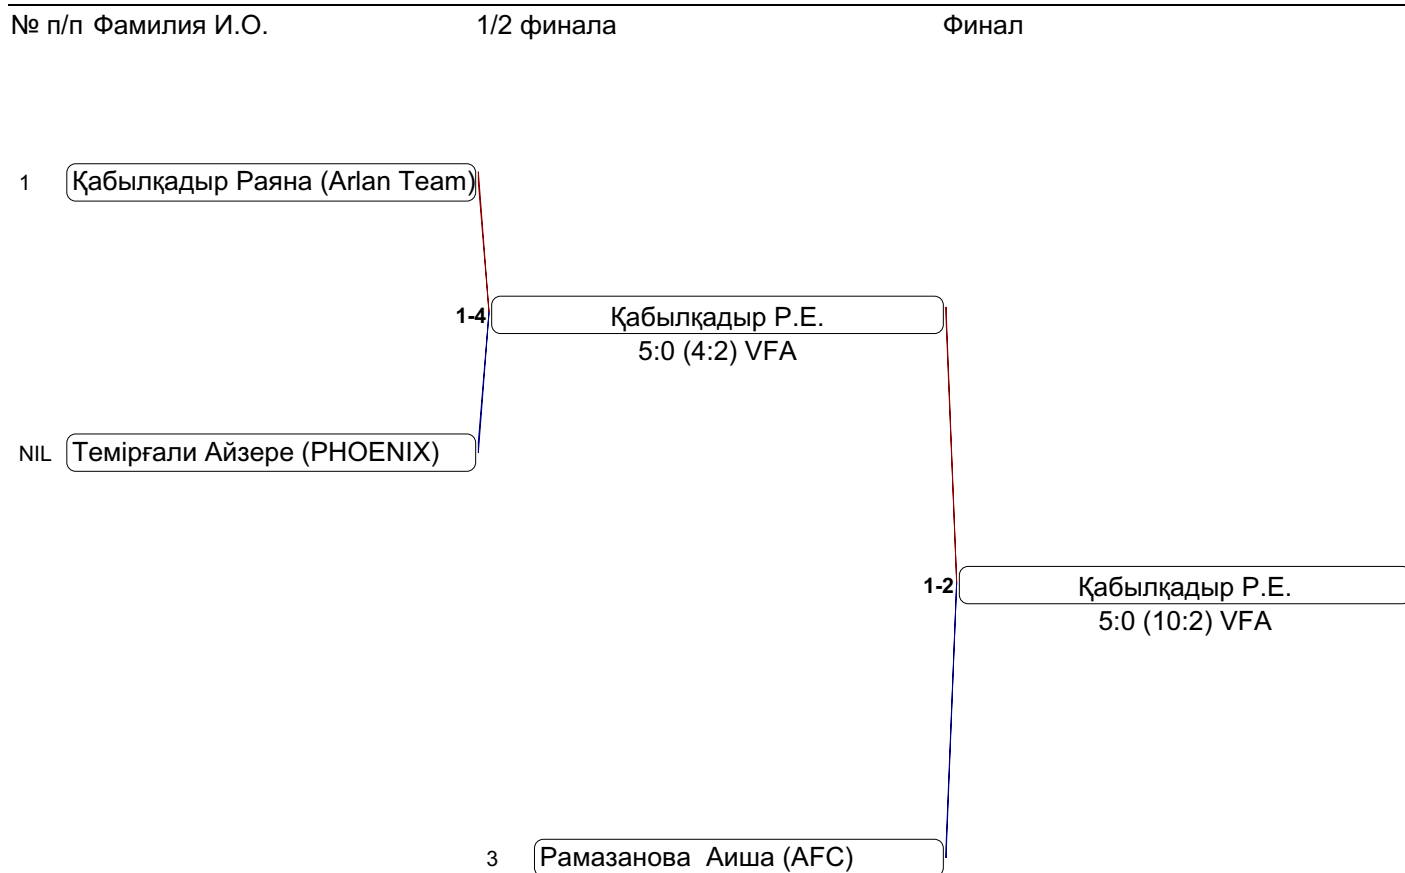 № п/п Фамилия И.О. 1/2 финала Финал
1 Қабылқадыр Раяна (Arlan Team)
1-4 Қабылқадыр Р.Е.
5:0 (4:2) VFA
NIL Темірғали Айзере (PHOENIX)
1-2 Қабылқадыр Р.Е.
5:0 (10:2) VFA
3 Рамазанова Аиша (AFC)